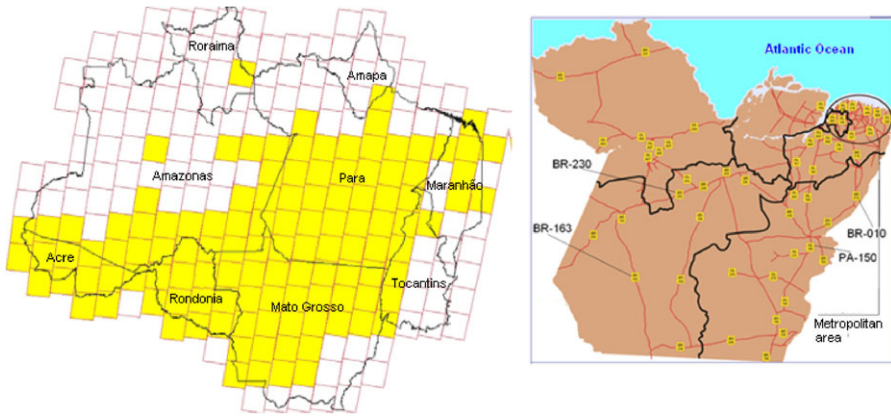 Roraima
Amapa
Amazonas
Para
Maranhão
Acre
Rondonia
Mato Grosso
Tocantins
Atlantic Ocean
BR-230
BR-163
BR-010
PA-150
Metropolitan
area